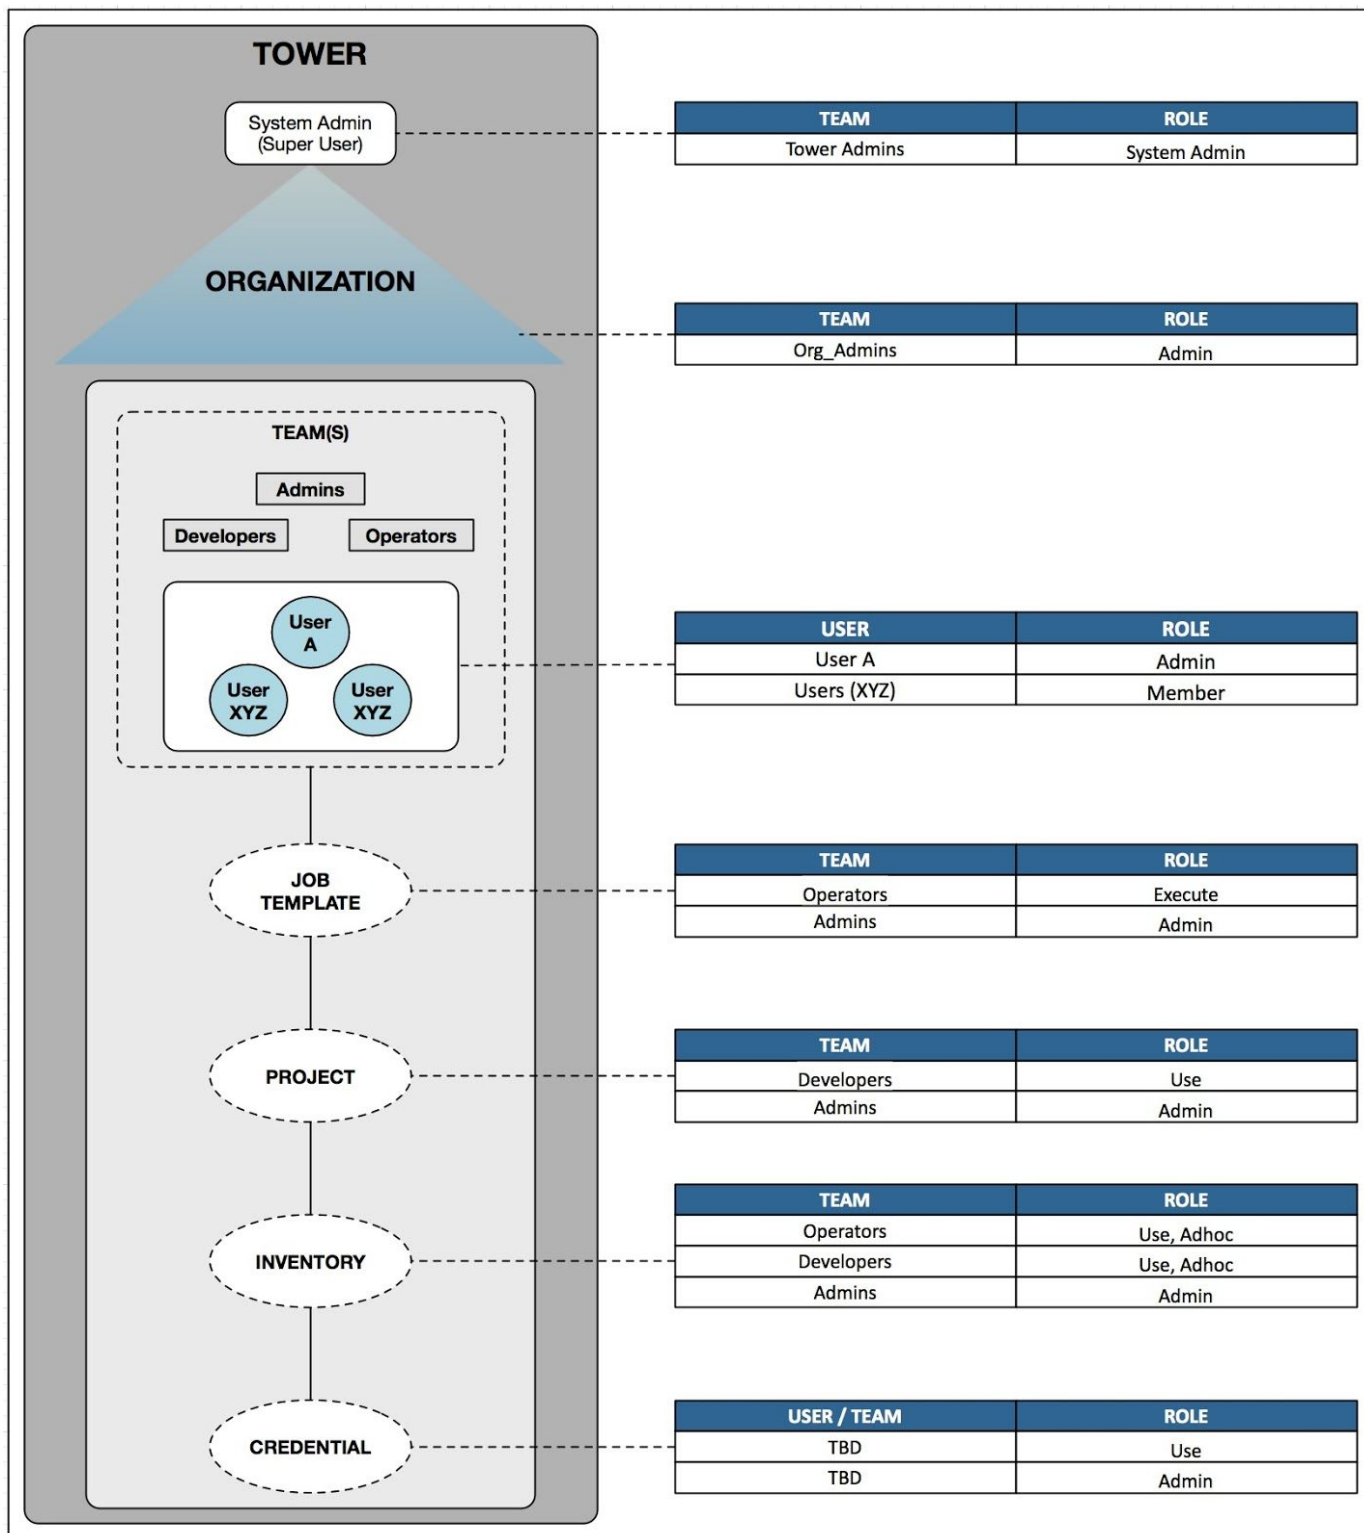 TOWER
System Admin
(Super User)
TEAM ROLE
Tower Admins System Admin
ORGANIZATION
TEAM ROLE
Org_Admins Admin
TEAM(S)
Admins
Developers Operators
User
A
User
XYZ
User
XYZ
USER ROLE
User A Admin
Users (XYZ) Member
JOB
TEMPLATE
TEAM ROLE
Operators Execute
Admins Admin
PROJECT
TEAM ROLE
Developers Use
Admins Admin
INVENTORY
TEAM ROLE
Operators Use, Adhoc
Developers Use, Adhoc
Admins Admin
CREDENTIAL
USER / TEAM ROLE
TBD Use
TBD Admin